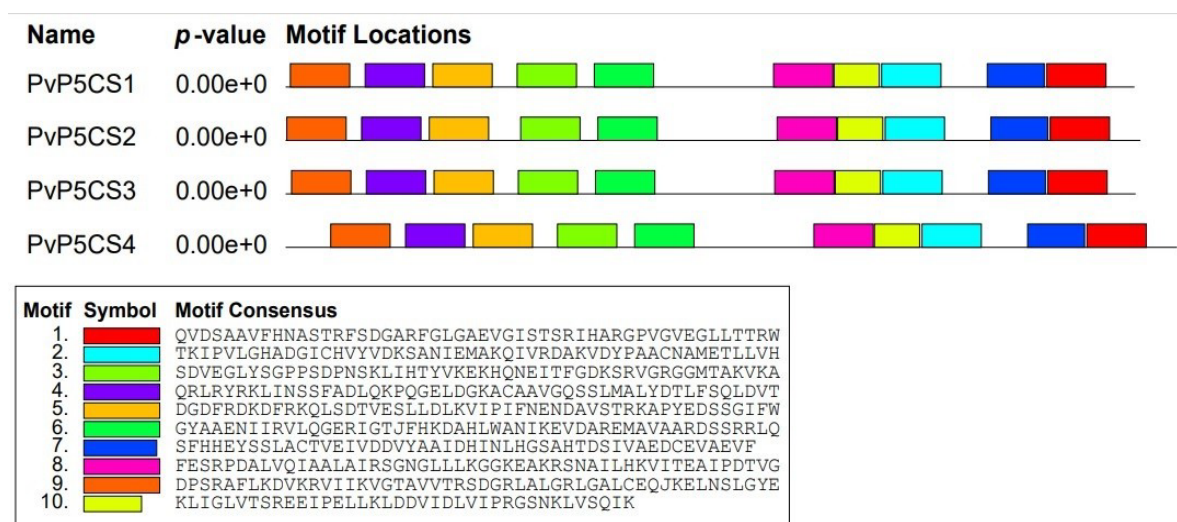 Name p-value Motif Locations
PvP5CS1 0.00e+0
PvP5CS2 0.00e+0
PvP5CS3 0.00e+0
PvP5CS4 0.00e+0
Motif Symbol Motif Consensus
1. QVDSAAVFHNASTRFSDGARFGLGAEVGISTSRIHARGPVGVEGLLTTRW
2. TKIPVLGHADGICHVYVDKSANIEMAKQIVRDAKVDYPAACNAMETLLVH
3. SDVEGLYSGPPSDPNSKLIHTYVKEKHQNEITFGDKSRVGRGGMTAKVKA
4. QRLRYRKLINSSFADLQKPQGELDGKACAAVGQSSLMALYDTLFSQLDVT
5. DGDFRDKDFRKQLSDTVESLLDLKVIPIFNENDAVSTRKAPYEDSSGIFW
6. GYAAENIIRVLQGERIGTJFHKDAHLWANIKEVDAREMAVAARDSSRRLQ
7. SFHHEYSSLACTVEIVDDVYAAIDHINLHGSAHTDSIVAEDCEVAEVF
8. FESRPDALVQIAALAIRSGNGLLLKGGKEAKRSNAILHKVITEAIPDTVG
9. DPSRAFLKDVKRVIIKVGTAVVTRSDGRLALGRLGALCEQJKELNSLGYE
10. KLIGLVTSREEIPELLKLDDVIDLVIPRGSNKLVSQIK